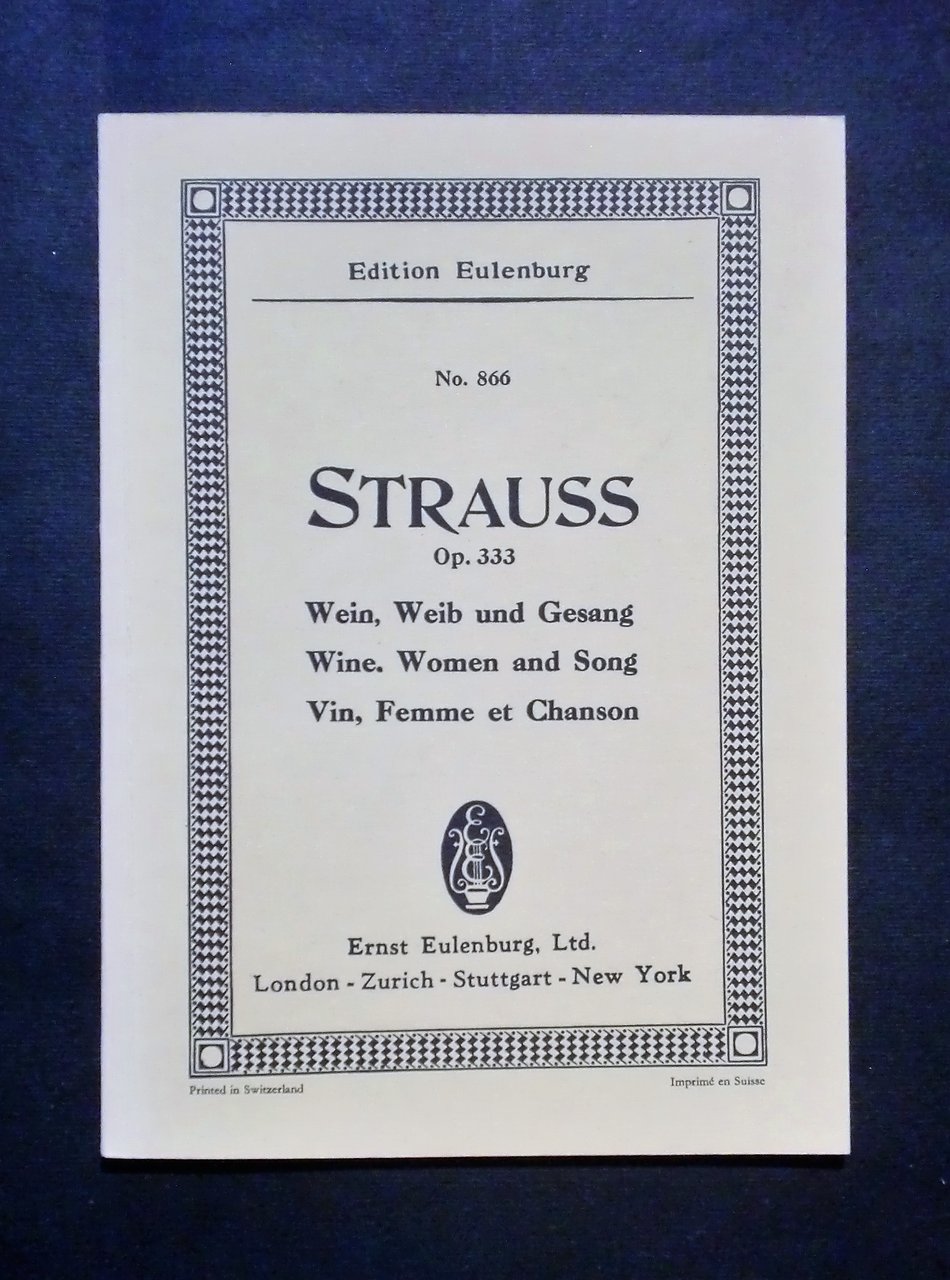 Edition Eulenburg
No. 866
STRAUSS
Op. 333
Wein, Weib und Gesang
Wine. Women and Song
Vin, Femme et Chanson
Ernst Eulenburg, Ltd.
London - Zurich - Stuttgart - New York
Printed in Switzerland
Imprimé en Suisse